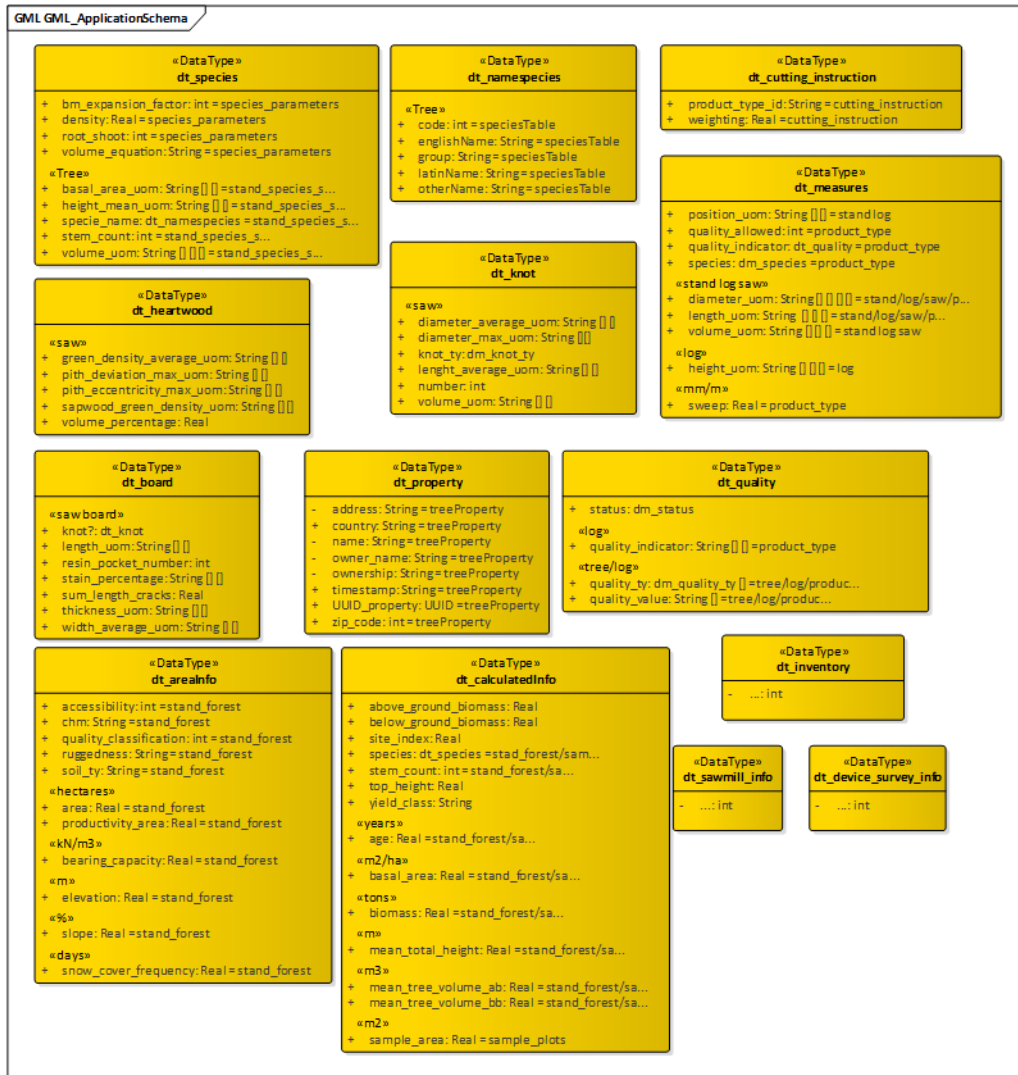 GML GML_ApplicationSchema
«DataType»
dt_species
+ bm_expansion_factor: int = species_parameters
+ density: Real = species_parameters
+ root_shoot: int = species_parameters
+ volume_equation: String = species_parameters
«Tree»
+ basal_area_uom: String[] [] =stand_species_s...
+ height_mean_uom: String [] [] = stand_species_s...
+ specie_name: dt_namespecies = stand_species_s...
+ stem_count: int = stand_species_s...
+ volume_uom: String [] [] [] = stand_species_s...
«DataType»
dt_namespecies
«Tree»
+ code: int = speciesTable
+ englishName: String = speciesTable
+ group: String = speciesTable
+ latinName: String = speciesTable
+ otherName: String = speciesTable
«DataType»
dt_cutting_instruction
+ product_type_id: String = cutting_instruction
+ weighting: Real =cutting_instruction
«DataType»
dt_measures
+ position_uom: String [] [] = stand log
+ quality_allowed: int = product_type
+ quality_indicator: dt_quality = product_type
+ species: dm_species =product_type
«stand log saw»
+ diameter_uom: String[] [] [] [] = stand/log/saw/p...
+ length_uom: String [] [] [] = stand/log/saw/p...
+ volume_uom: String [] [] [] = stand log saw
«log»
+ height_uom: String [] [] [] = log
«mm/m»
+ sweep: Real = product_type
«DataType»
dt_heartwood
«saw»
+ green_density_average_uom: String [] []
+ pith_deviation_max_uom: String [] []
+ pith_eccentricity_max_uom: String [] []
+ sapwood_green_density_uom: String [] []
+ volume_percentage: Real
«DataType»
dt_knot
«saw»
+ diameter_average_uom: String [] []
+ diameter_max_uom: String [] []
+ knot_ty: dm_knot_ty
+ lenght_average_uom: String [] []
+ number: int
+ volume_uom: String [] []
«DataType»
dt_board
«saw board»
+ knot?: dt_knot
+ length_uom: String [] []
+ resin_pocket_number: int
+ stain_percentage: String [] []
+ sum_length_cracks: Real
+ thickness_uom: String [] []
+ width_average_uom: String [] []
«DataType»
dt_property
- address: String = treeProperty
+ country: String = treeProperty
- name: String = treeProperty
- owner_name: String = treeProperty
- ownership: String = treeProperty
+ timestamp: String = treeProperty
+ UUID_property: UUID =treeProperty
+ zip_code: int = treeProperty
«DataType»
dt_quality
+ status: dm_status
«log»
+ quality_indicator: String[] [] =product_type
«tree/log»
+ quality_ty: dm_quality_ty [] =tree/log/produc...
+ quality_value: String [] =tree/log/produc...
«DataType»
dt_areaInfo
+ accessibility: int =stand_forest
+ chm: String =stand_forest
+ quality_classification: int = stand_forest
+ ruggedness: String = stand_forest
+ soil_ty: String = stand_forest
«hectares»
+ area: Real = stand_forest
+ productivity_area: Real = stand_forest
«kN/m3»
+ bearing_capacity: Real = stand_forest
«m»
+ elevation: Real = stand_forest
«%»
+ slope: Real =stand_forest
«days»
+ snow_cover_frequency: Real = stand_forest
«DataType»
dt_calculatedInfo
+ above_ground_biomass: Real
+ below_ground_biomass: Real
+ site_index: Real
+ species: dt_species =stad_forest/sam...
+ stem_count: int = stand_forest/sa...
+ top_height: Real
+ yield_class: String
«years»
+ age: Real =stand_forest/sa...
«m2/ha»
+ basal_area: Real = stand_forest/sa...
«tons»
+ biomass: Real =stand_forest/sa...
«m»
+ mean_total_height: Real =stand_forest/sa...
«m3»
+ mean_tree_volume_ab: Real = stand_forest/sa...
+ mean_tree_volume_bb: Real = stand_forest/sa...
«m2»
+ sample_area: Real = sample_plots
«DataType»
dt_inventory
- ...: int
«DataType»
dt_sawmill_info
- ...: int
«DataType»
dt_device_survey_info
- ...: int